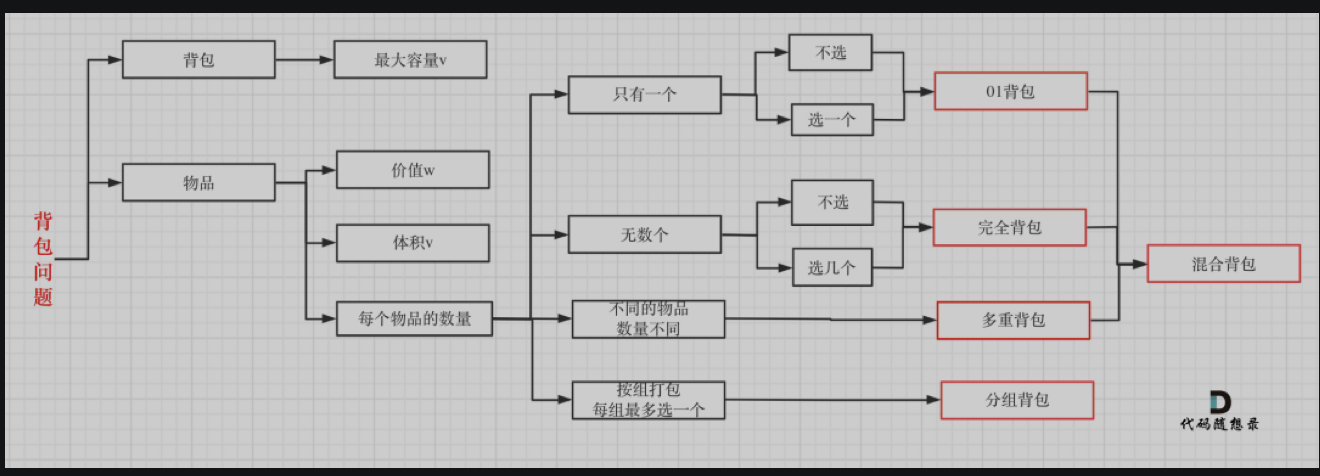 背包问题
背包
最大容量v
物品
价值w
体积v
每个物品的数量
只有一个
不选
选一个
01背包
无数个
不选
选几个
完全背包
不同的物品
数量不同
多重背包
混合背包
按组打包
每组最多选一个
分组背包
代码随想录